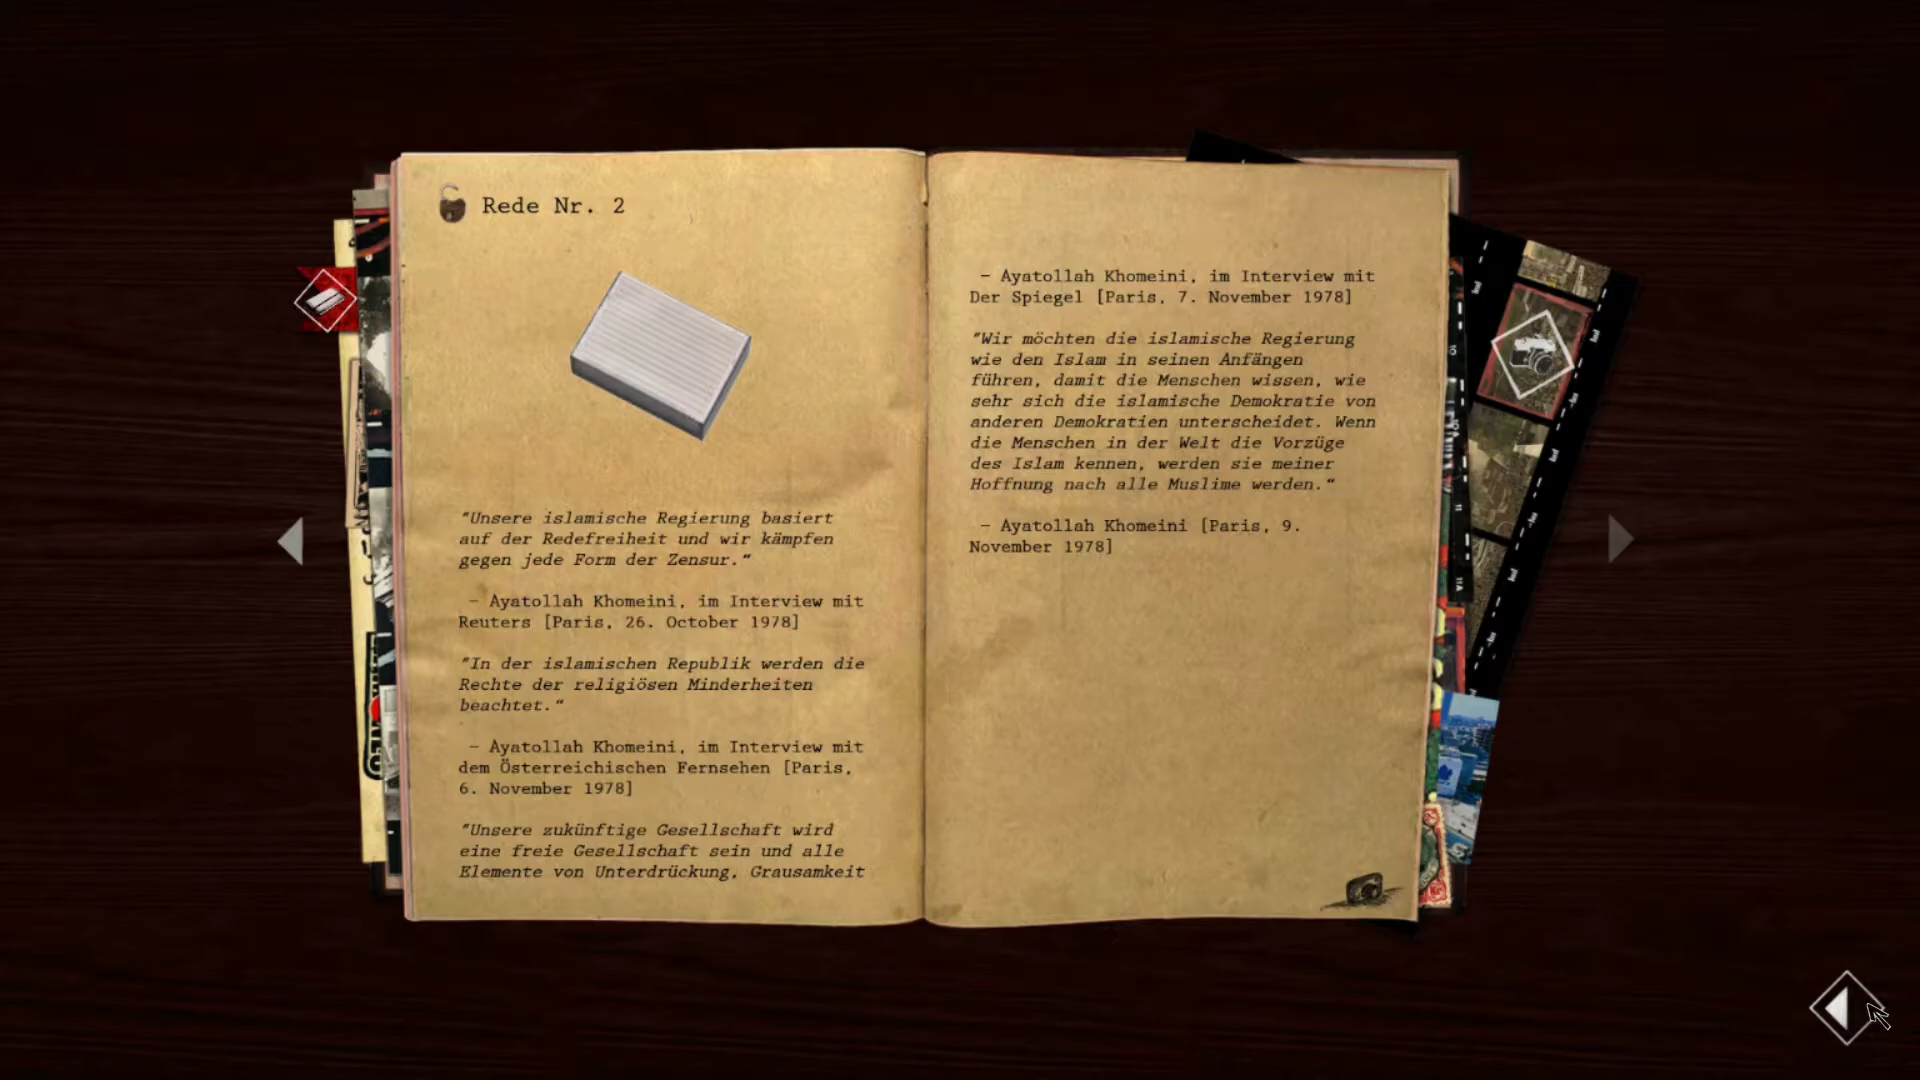 Rede Nr. 2
"Unsere islamische Regierung basiert
auf der Redefreiheit und wir kämpfen
gegen jede Form der Zensur."
– Ayatollah Khomeini, im Interview mit
Reuters [Paris, 26. October 1978]
"In der islamischen Republik werden die
Rechte der religiösen Minderheiten
beachtet."
– Ayatollah Khomeini, im Interview mit
dem Österreichischen Fernsehen [Paris,
6. November 1978]
"Unsere zukünftige Gesellschaft wird
eine freie Gesellschaft sein und alle
Elemente von Unterdrückung, Grausamkeit
– Ayatollah Khomeini, im Interview mit
Der Spiegel [Paris, 7. November 1978]
"Wir möchten die islamische Regierung
wie den Islam in seinen Anfängen
führen, damit die Menschen wissen, wie
sehr sich die islamische Demokratie von
anderen Demokratien unterscheidet. Wenn
die Menschen in der Welt die Vorzüge
des Islam kennen, werden sie meiner
Hoffnung nach alle Muslime werden."
– Ayatollah Khomeini [Paris, 9.
November 1978]